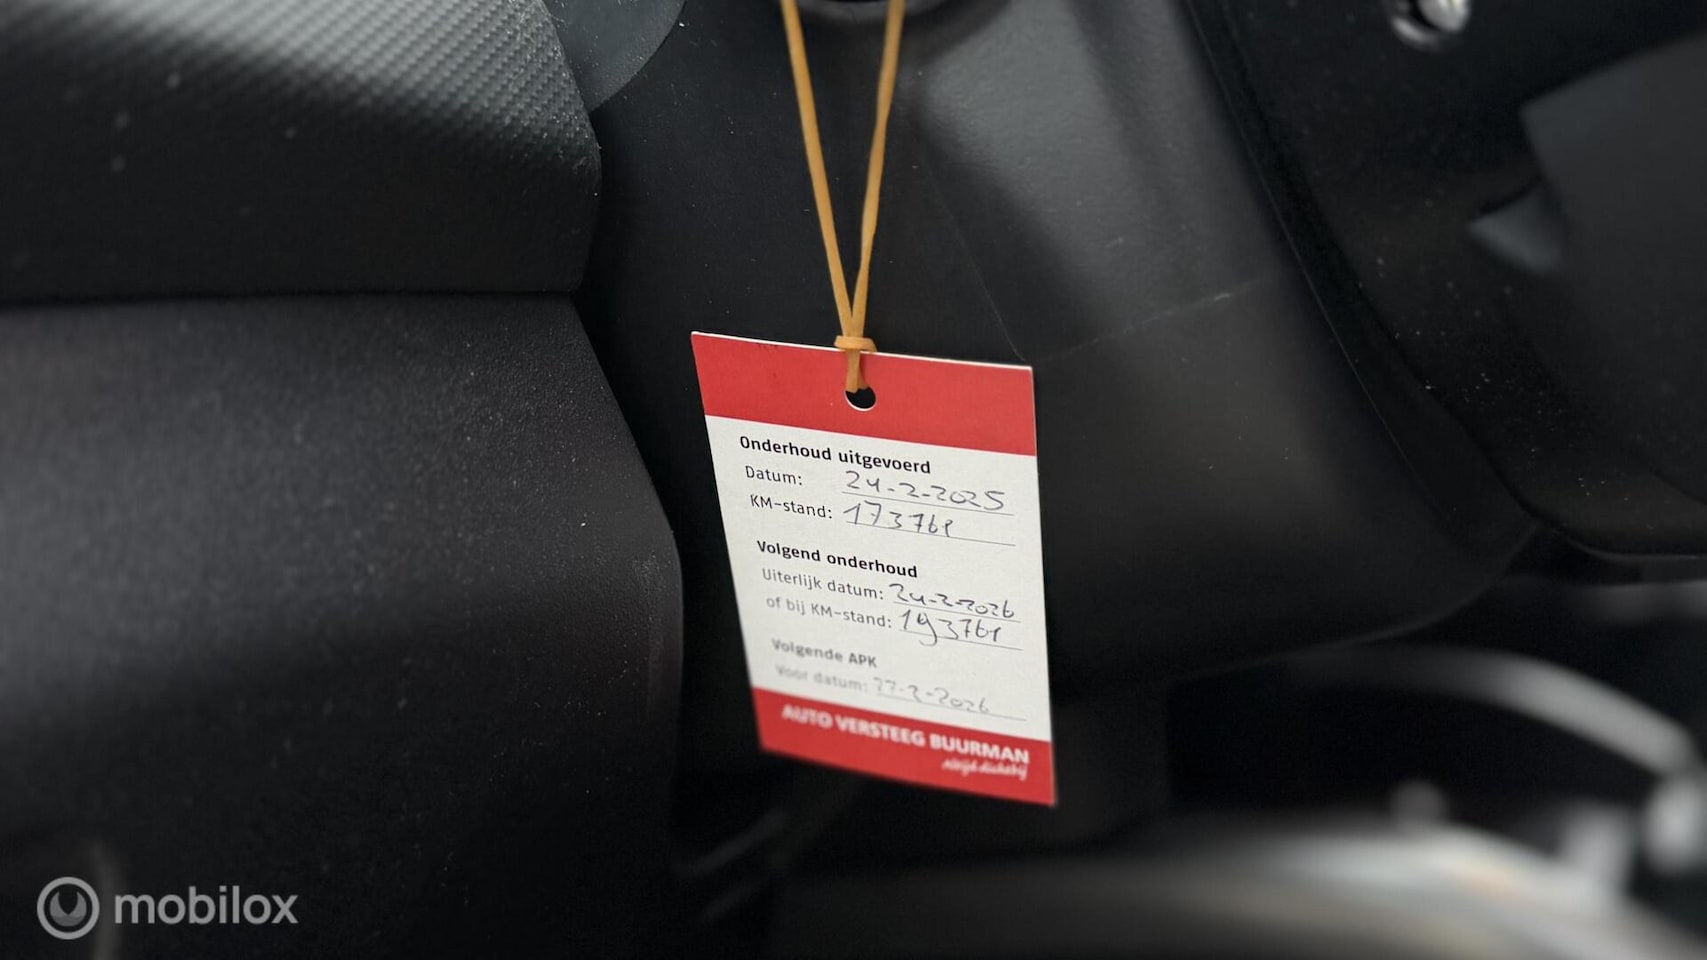 Onderhoud uitgevoerd
Datum: 24-2-2025
KM-stand: 173761
Volgend onderhoud
Uiterlijk datum: 24-2-2026
of bij KM-stand: 193761
Volgende APK
Voor datum: 27-2-2026
AUTO VERSTEEG BUURMAN
altijd dichtbij
mobilox